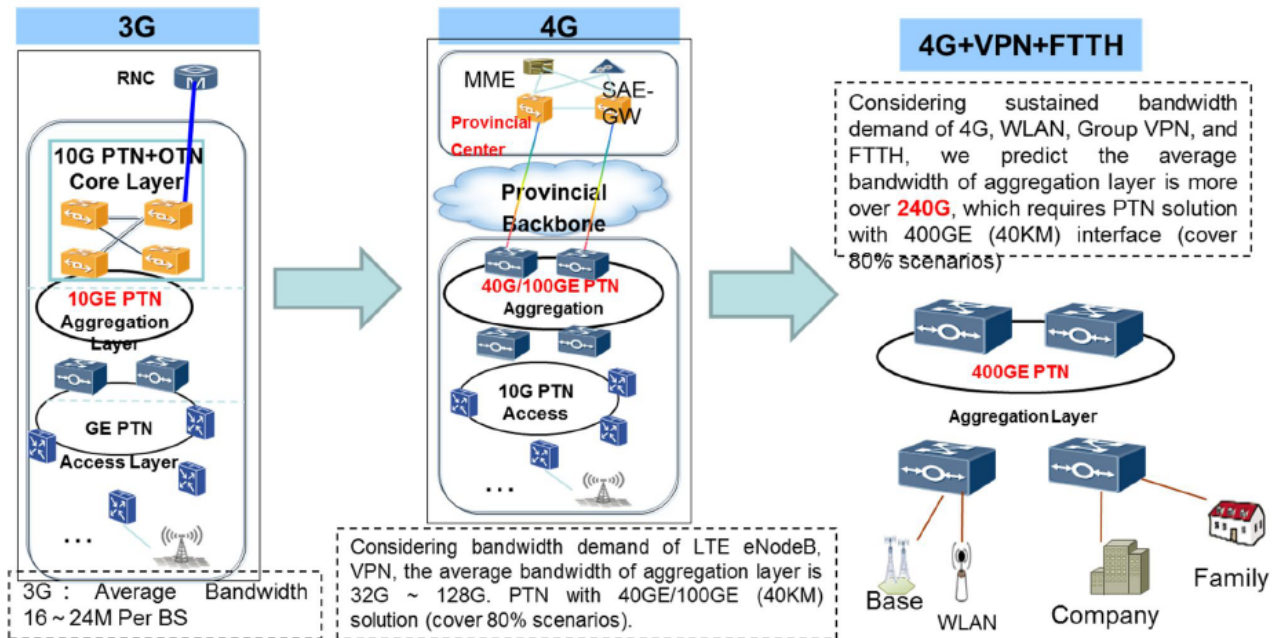 3G
RNC
10G PTN+OTN
Core Layer
10GE PTN
Aggregation
Layer
GE PTN
Access Layer
...
3G : Average Bandwidth
16 ~ 24M Per BS
4G
MME
SAE-
GW
Provincial
Center
Provincial
Backbone
40G/100GE PTN
Aggregation
10G PTN
Access
...
Considering bandwidth demand of LTE eNodeB,
VPN, the average bandwidth of aggregation layer is
32G ~ 128G. PTN with 40GE/100GE (40KM)
solution (cover 80% scenarios).
4G+VPN+FTTH
Considering sustained bandwidth
demand of 4G, WLAN, Group VPN, and
FTTH, we predict the average
bandwidth of aggregation layer is more
over 240G, which requires PTN solution
with 400GE (40KM) interface (cover
80% scenarios)
400GE PTN
Aggregation Layer
Base
WLAN
Company
Family